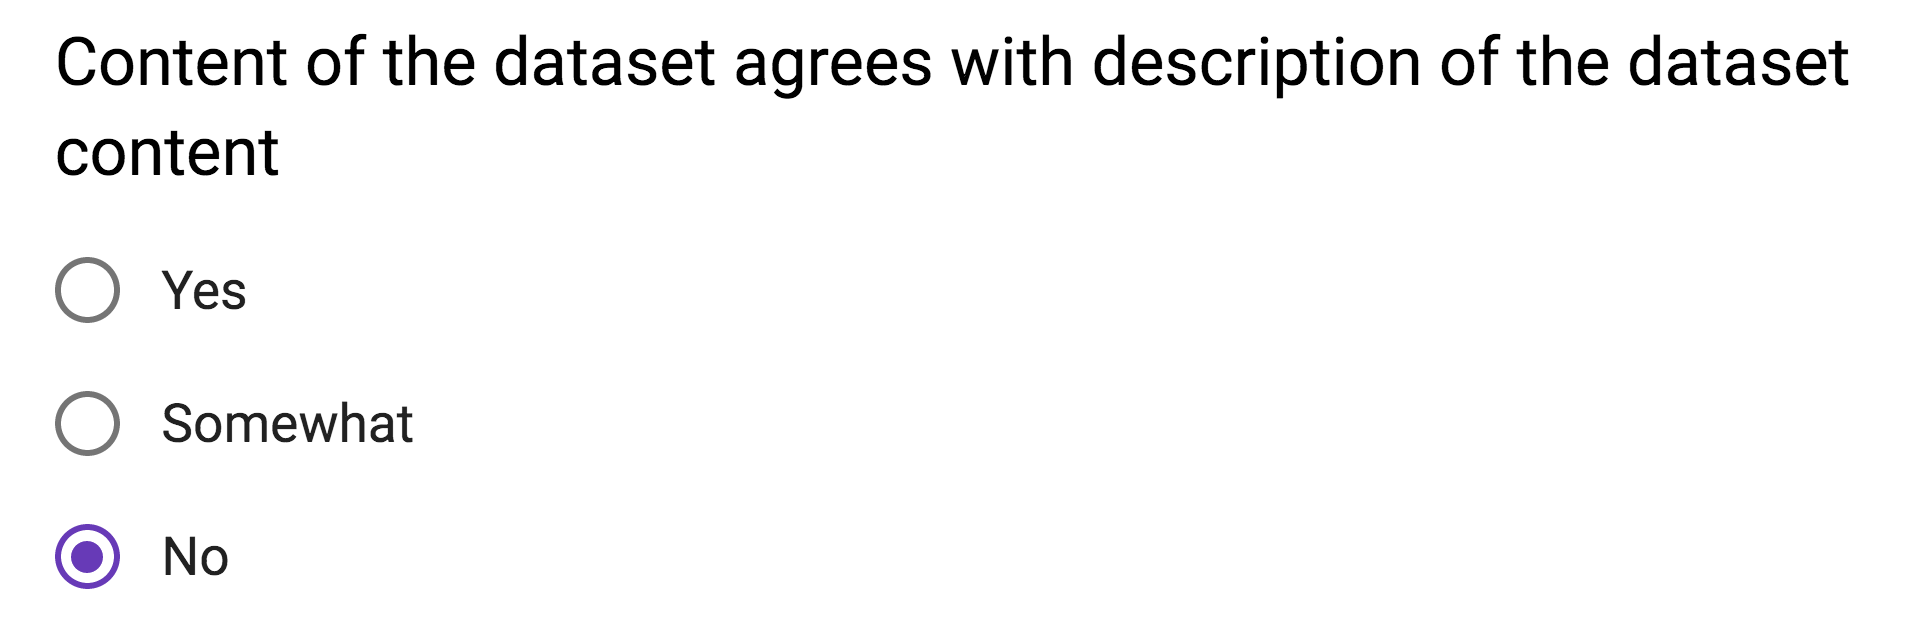 Content of the dataset agrees with description of the dataset
content
Yes
Somewhat
No